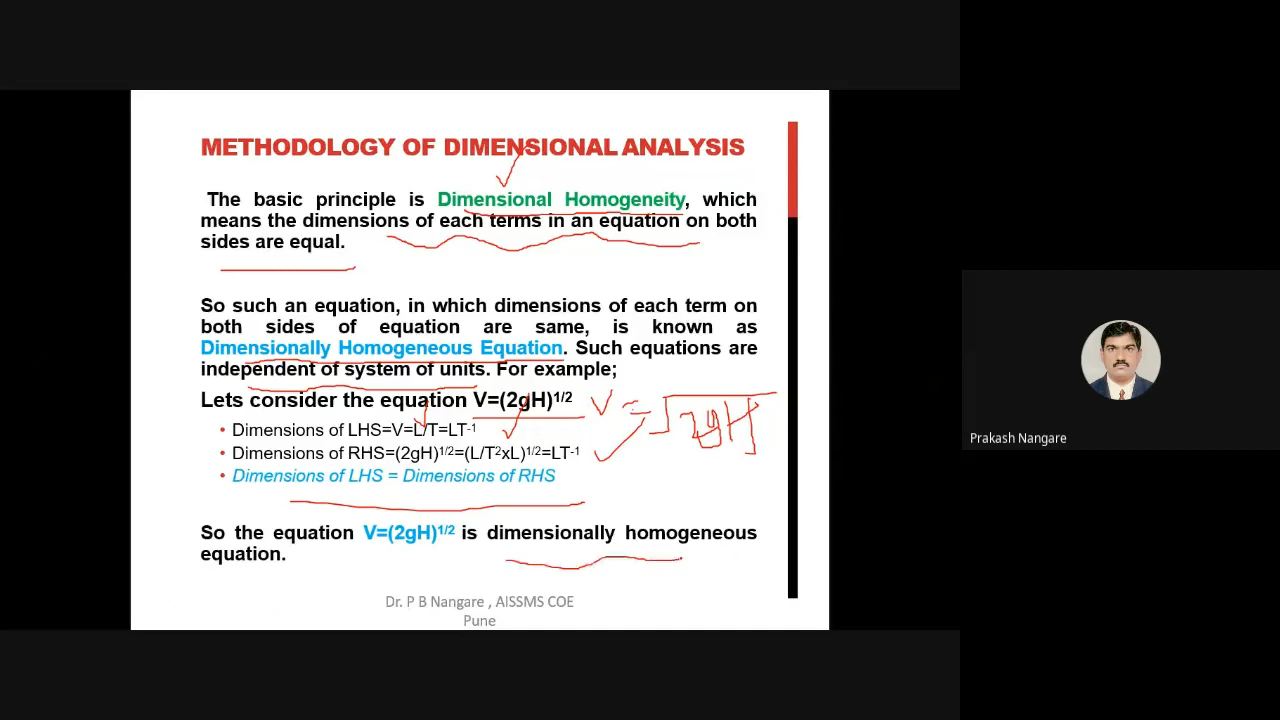 METHODOLOGY OF DIMENSIONAL ANALYSIS
The basic principle is Dimensional Homogeneity, which
means the dimensions of each terms in an equation on both
sides are equal.
So such an equation, in which dimensions of each term on
both sides of equation are same, is known as
Dimensionally Homogeneous Equation. Such equations are
independent of system of units. For example;
Lets consider the equation V=(2gH)¹/²
V = √2gH
• Dimensions of LHS=V=L/T=LT⁻¹
• Dimensions of RHS=(2gH)¹/²=(L/T²xL)¹/²=LT⁻¹
• Dimensions of LHS = Dimensions of RHS
So the equation V=(2gH)¹/² is dimensionally homogeneous
equation.
Dr. P B Nangare , AISSMS COE
Pune
Prakash Nangare